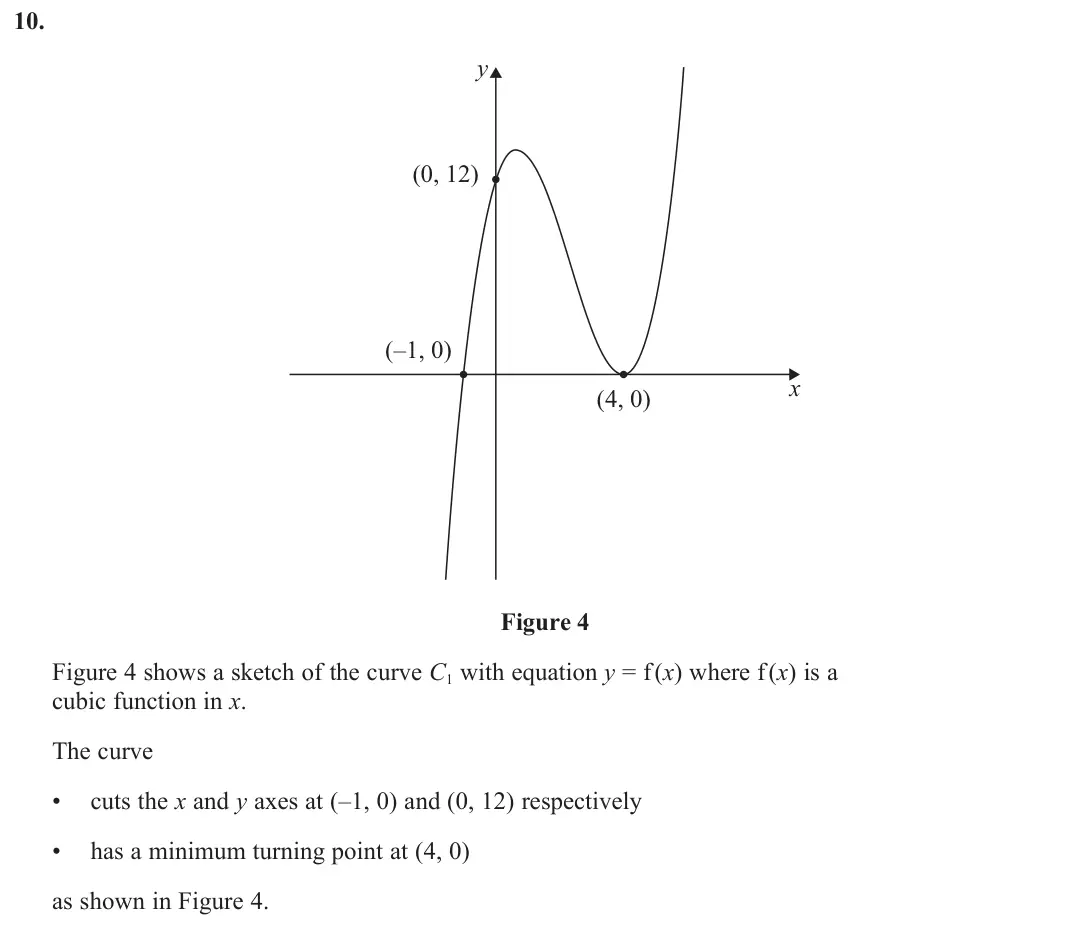 10.
y
(0, 12)
(–1, 0)
x
(4, 0)
Figure 4
Figure 4 shows a sketch of the curve C₁ with equation y = f(x) where f(x) is a
cubic function in x.
The curve
• cuts the x and y axes at (–1, 0) and (0, 12) respectively
• has a minimum turning point at (4, 0)
as shown in Figure 4.